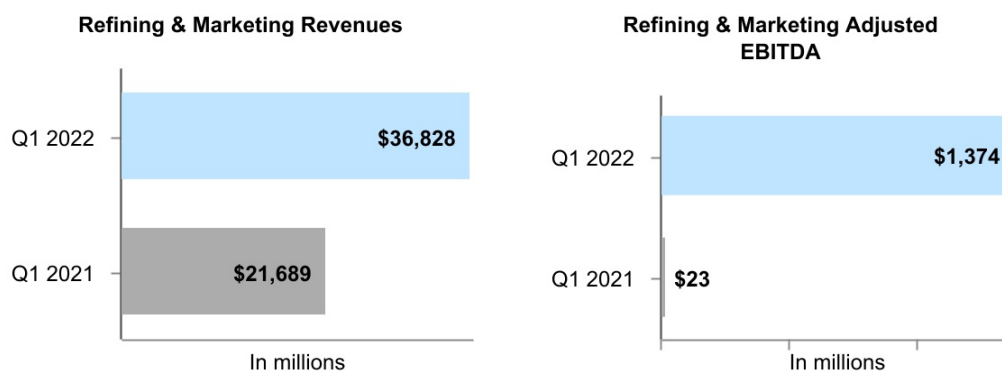 Refining & Marketing Revenues
Q1 2022
$36,828
Q1 2021
$21,689
In millions
Refining & Marketing Adjusted
EBITDA
Q1 2022
$1,374
Q1 2021
$23
In millions